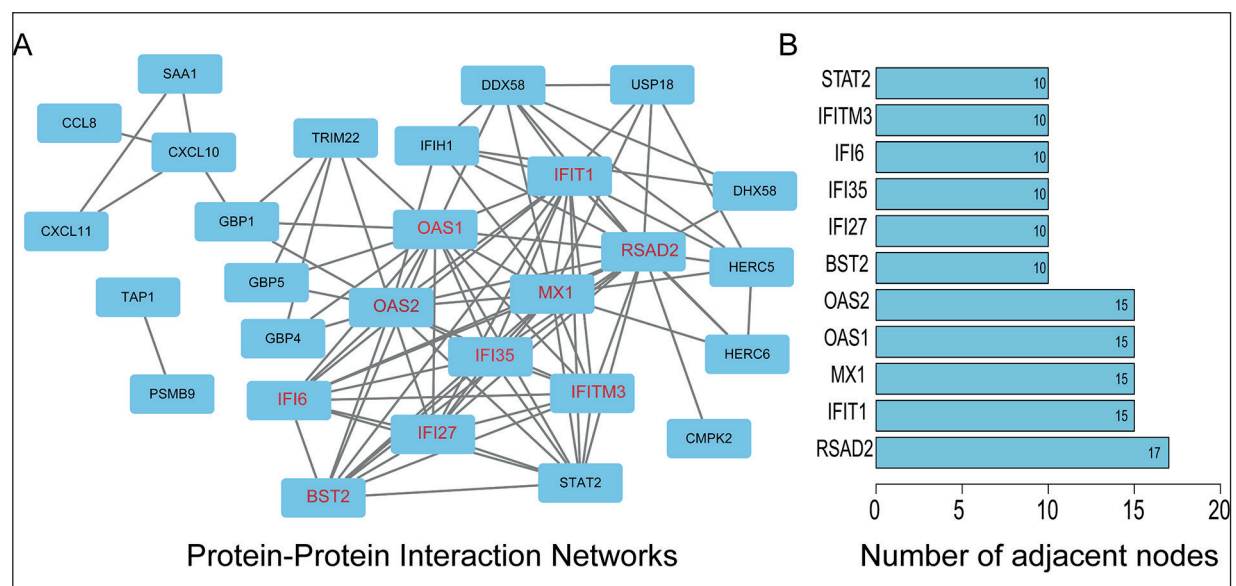 A
SAA1
CCL8
CXCL10
CXCL11
TRIM22
GBP1
GBP5
GBP4
TAP1
PSMB9
DDX58
USP18
IFIH1
IFIT1
DHX58
OAS1
RSAD2
HERC5
MX1
OAS2
HERC6
IFI35
IFI6
IFITM3
IFI27
CMPK2
STAT2
BST2
Protein-Protein Interaction Networks
B
STAT2 10
IFITM3 10
IFI6 10
IFI35 10
IFI27 10
BST2 10
OAS2 15
OAS1 15
MX1 15
IFIT1 15
RSAD2 17
0 5 10 15 20
Number of adjacent nodes